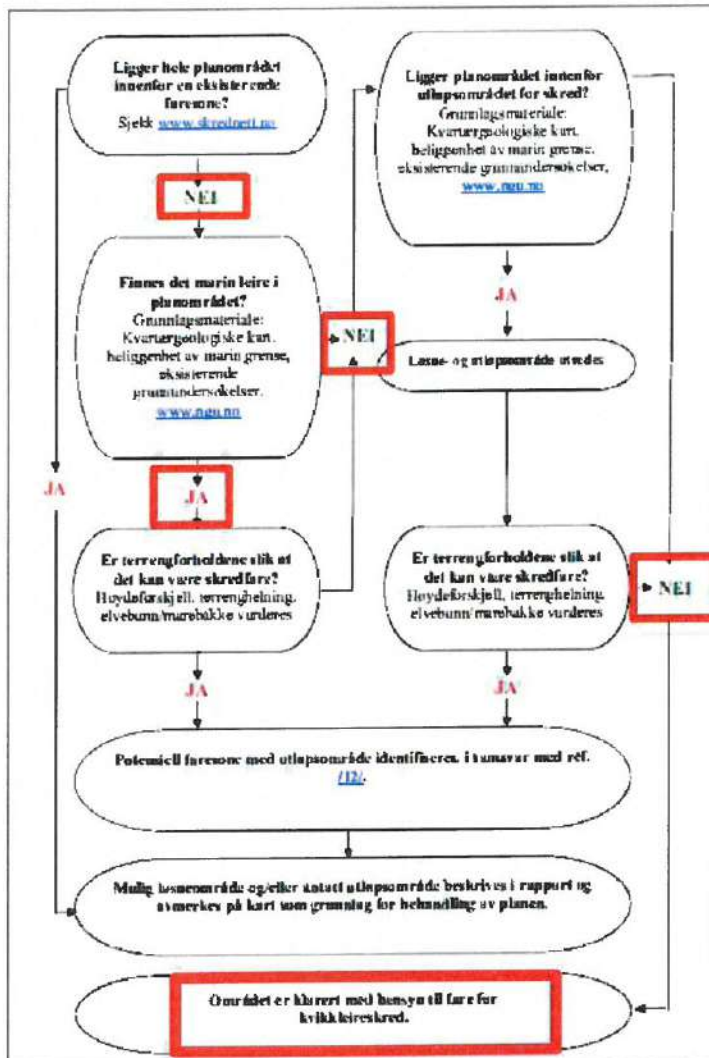 Ligger hele planområdet
innenfor en eksisterende
faresone?
Sjekk www.skrednett.no
NEI
Finnes det marin leire i
planområdet?
Grunnlagsmateriale:
Kvartærgeologiske kart,
beliggenhet av marin grense,
eksisterende
grunnundersøkelser,
www.ngu.no
NEI
JA
JA
Er terrengforholdene slik at
det kan være skredfare?
Høydeforskjell, terrenghelning,
elvebunn/marebakke vurderes
JA
Ligger planområdet innenfor
utløpsområdet for skred?
Grunnlagsmateriale:
Kvartærgeologiske kart,
beliggenhet av marin grense,
eksisterende grunnundersøkelser,
www.ngu.no
JA
Løsne- og utløpsområde utredes
Er terrengforholdene slik at
det kan være skredfare?
Høydeforskjell, terrenghelning,
elvebunn/marebakke vurderes
NEI
JA
Potensiell faresone med utløpsområde identifiseres, i samsvar med ref.
/12/.
Mulig løsneområde og/eller antatt utløpsområde beskrives i rapport og
avmerkes på kart som grunnlag for behandling av planen.
Området er klarert med hensyn til fare for
kvikkleireskred.